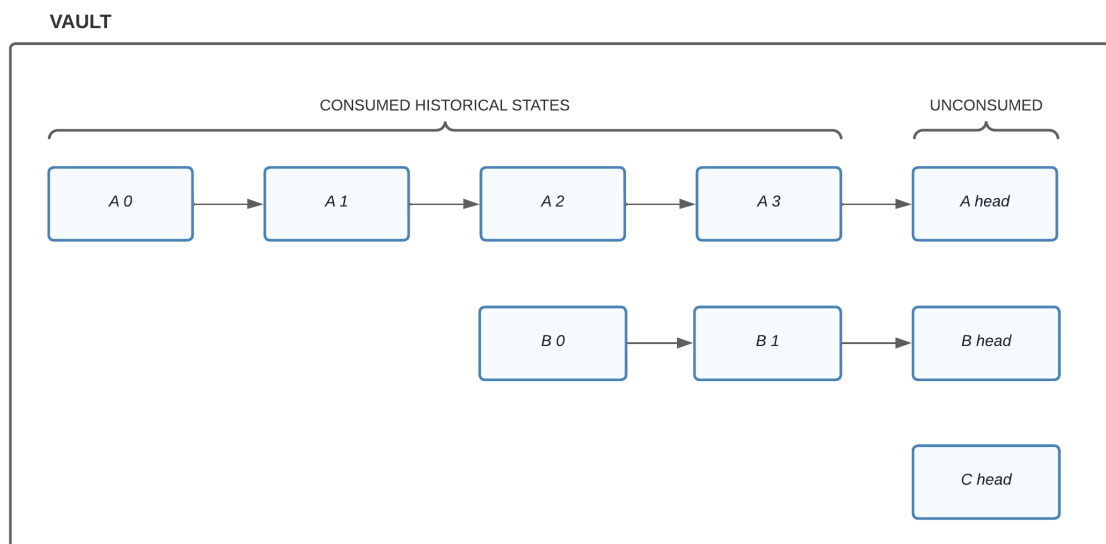 VAULT
CONSUMED HISTORICAL STATES
UNCONSUMED
A 0
A 1
A 2
A 3
A head
B 0
B 1
B head
C head